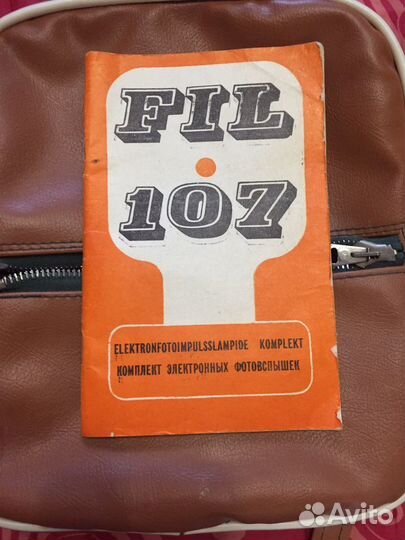 FIL
107
ELEKTRONFOTOIMPULSSLAMPIDE KOMPLEKT
КОМПЛЕКТ ЭЛЕКТРОННЫХ ФОТОВСПЫШЕК
Avito